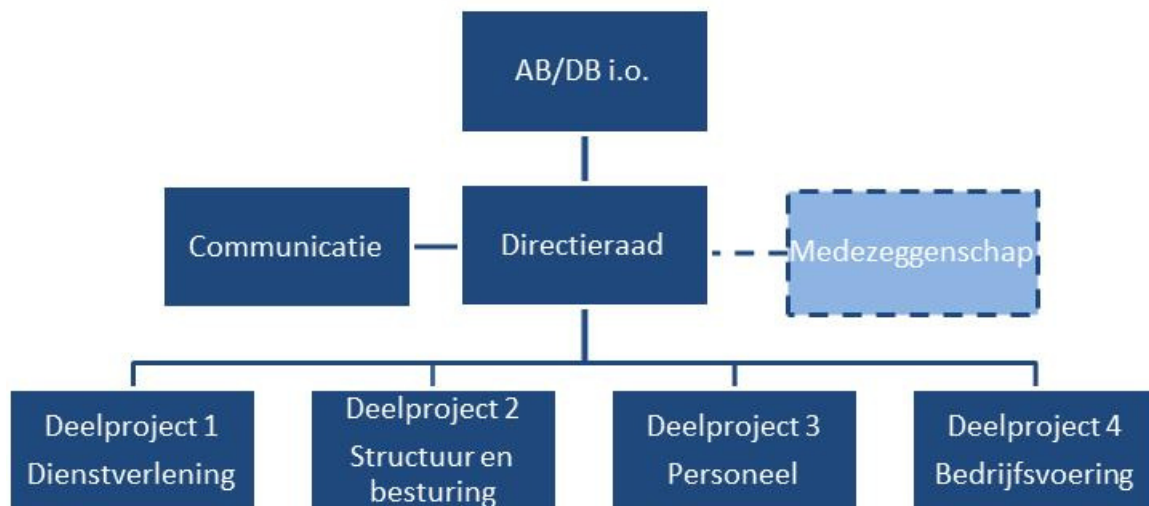 AB/DB i.o.
Communicatie
Directieraad
Medezeggenschap
Deelproject 1
Dienstverlening
Deelproject 2
Structuur en
besturing
Deelproject 3
Personeel
Deelproject 4
Bedrijfsvoering